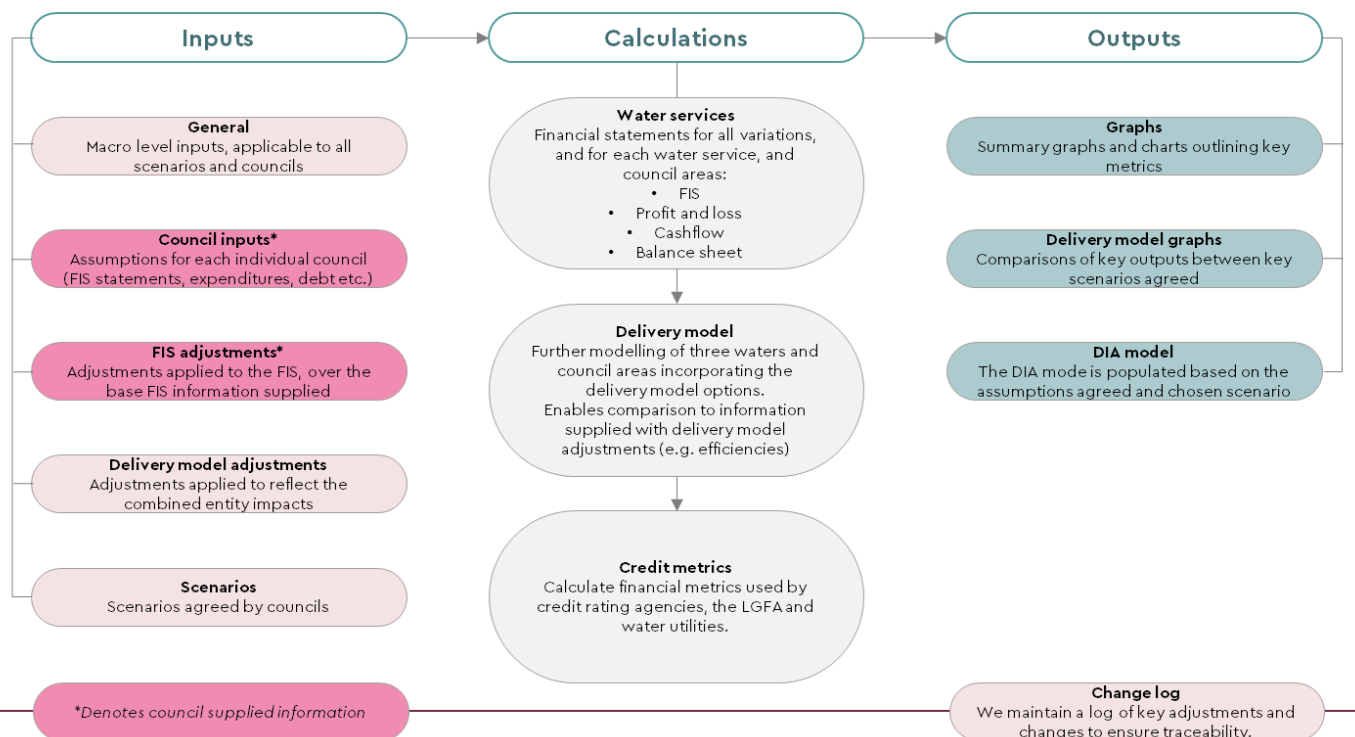 Inputs
General
Macro level inputs, applicable to all
scenarios and councils
Council inputs*
Assumptions for each individual council
(FIS statements, expenditures, debt etc.)
FIS adjustments*
Adjustments applied to the FIS, over the
base FIS information supplied
Delivery model adjustments
Adjustments applied to reflect the
combined entity impacts
Scenarios
Scenarios agreed by councils
*Denotes council supplied information
Calculations
Water services
Financial statements for all variations,
and for each water service, and
council areas:
• FIS
• Profit and loss
• Cashflow
• Balance sheet
Delivery model
Further modelling of three waters and
council areas incorporating the
delivery model options.
Enables comparison to information
supplied with delivery model
adjustments (e.g. efficiencies)
Credit metrics
Calculate financial metrics used by
credit rating agencies, the LGFA and
water utilities.
Outputs
Graphs
Summary graphs and charts outlining key
metrics
Delivery model graphs
Comparisons of key outputs between key
scenarios agreed
DIA model
The DIA mode is populated based on the
assumptions agreed and chosen scenario
Change log
We maintain a log of key adjustments and
changes to ensure traceability.